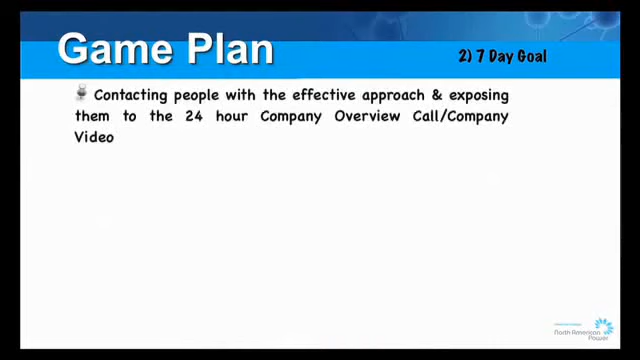 Game Plan
2) 7 Day Goal
Contacting people with the effective approach & exposing
them to the 24 hour Company Overview Call/Company
Video
North American
Power